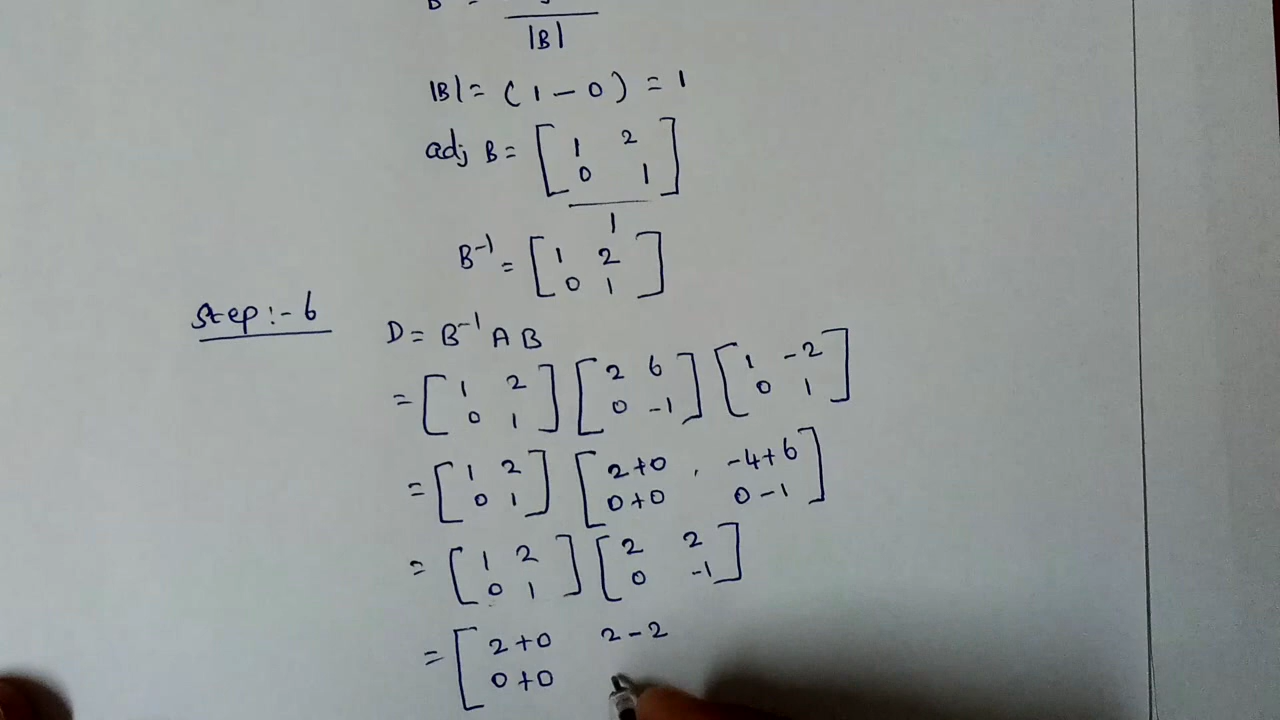 |B|
|B| = (1 - 0) = 1
adj B = [ 1 2
0 1 ]
1
B⁻¹ = [ 1 2
0 1 ]
Step :- 6
D = B⁻¹ A B
= [ 1 2 ] [ 2 6 ] [ 1 -2 ]
0 1 0 -1 0 1
= [ 1 2 ] [ 2+0 , -4+6 ]
0 1 0+0 0-1
= [ 1 2 ] [ 2 2 ]
0 1 0 -1
= [ 2+0 2-2
0+0